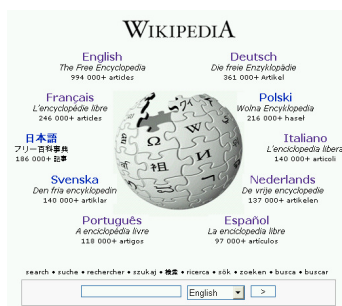 WIKIPEDIA
English
The Free Encyclopedia
994 000+ articles
Deutsch
Die freie Enzyklopädie
361 000+ Artikel
Français
L'encyclopédie libre
246 000+ articles
Polski
Wolna Encyklopedia
216 000+ haseł
日本語
フリー百科事典
186 000+ 記事
Italiano
L'enciclopedia libera
140 000+ articoli
Svenska
Den fria encyklopedin
140 000+ artiklar
Nederlands
De vrije encyclopedie
137 000+ artikelen
Português
A enciclopédia livre
118 000+ artigos
Español
La enciclopedia libre
97 000+ artículos
Ω
W
И
祖
search • suche • rechercher • szukaj • 検索 • ricerca • sök • zoeken • busca • buscar
English
>